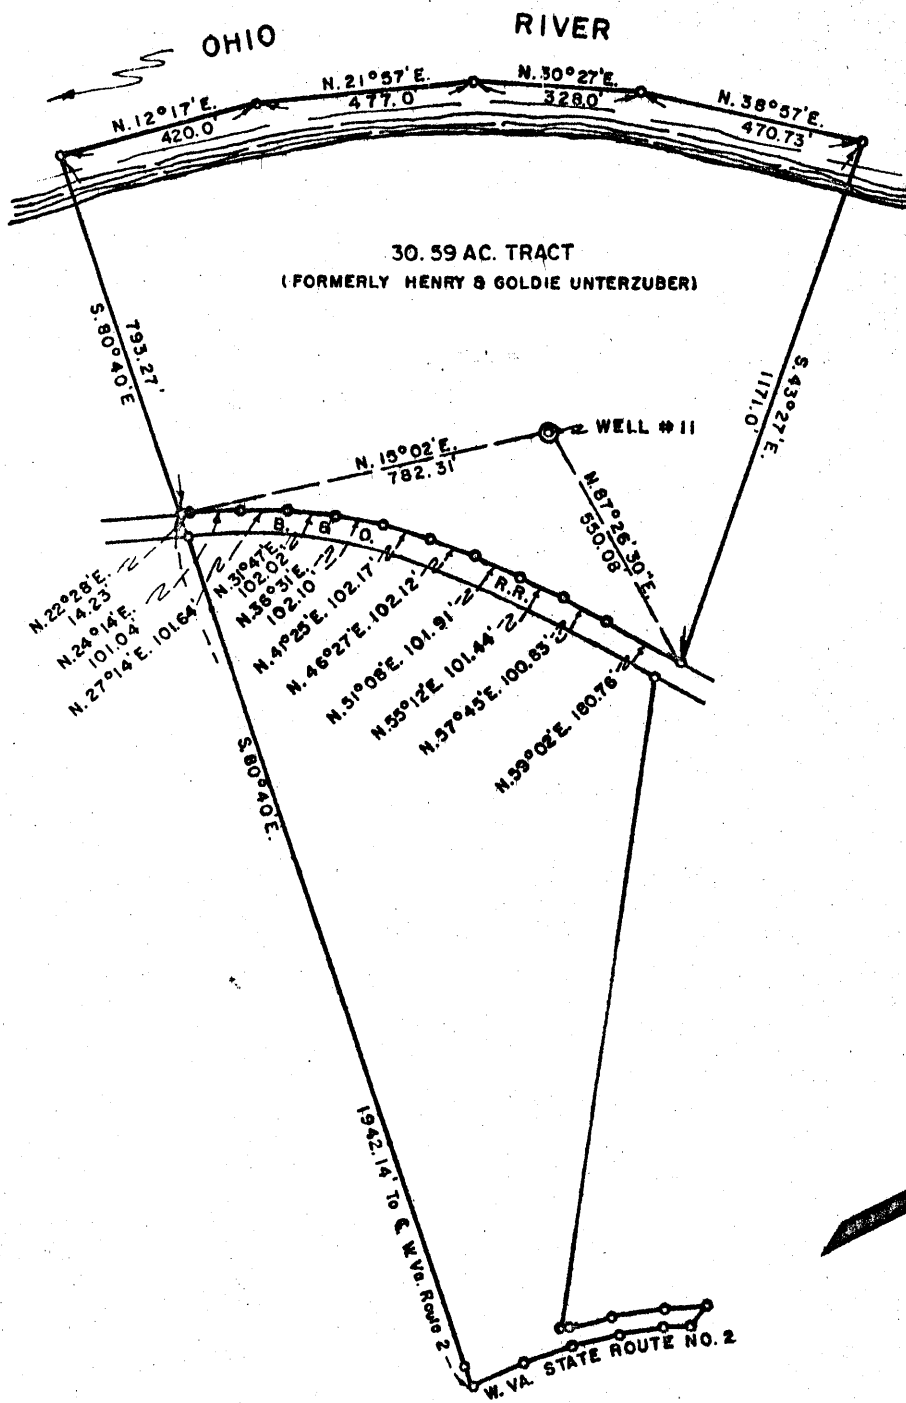 OHIO RIVER
N. 12°17' E.
420.0'
N. 21°57' E.
477.0'
N. 30°27' E.
328.0'
N. 38°57' E.
470.73'
30.59 AC. TRACT
(FORMERLY HENRY & GOLDIE UNTERZUBER)
793.27'
S. 80°40' E
S. 43°27' E.
1171.0'
WELL #11
N. 15°02' E.
782.31'
N. 87°26'30" E.
550.08
B. & O. R.R.
N. 22°28' E.
14.23'
N. 24°14' E.
101.04'
N. 27°14' E. 101.64'
N. 31°47' E.
102.02'
N. 36°31' E.
102.10'
N. 41°25' E. 102.17'
N. 46°27' E. 102.12'
N. 51°08' E. 101.91'
N. 55°12' E. 101.44'
N. 57°45' E. 100.83'
N. 59°02' E. 180.76'
S. 80°40' E.
1942.14' To ℄ W. Va. Route 2
W. VA. STATE ROUTE NO. 2